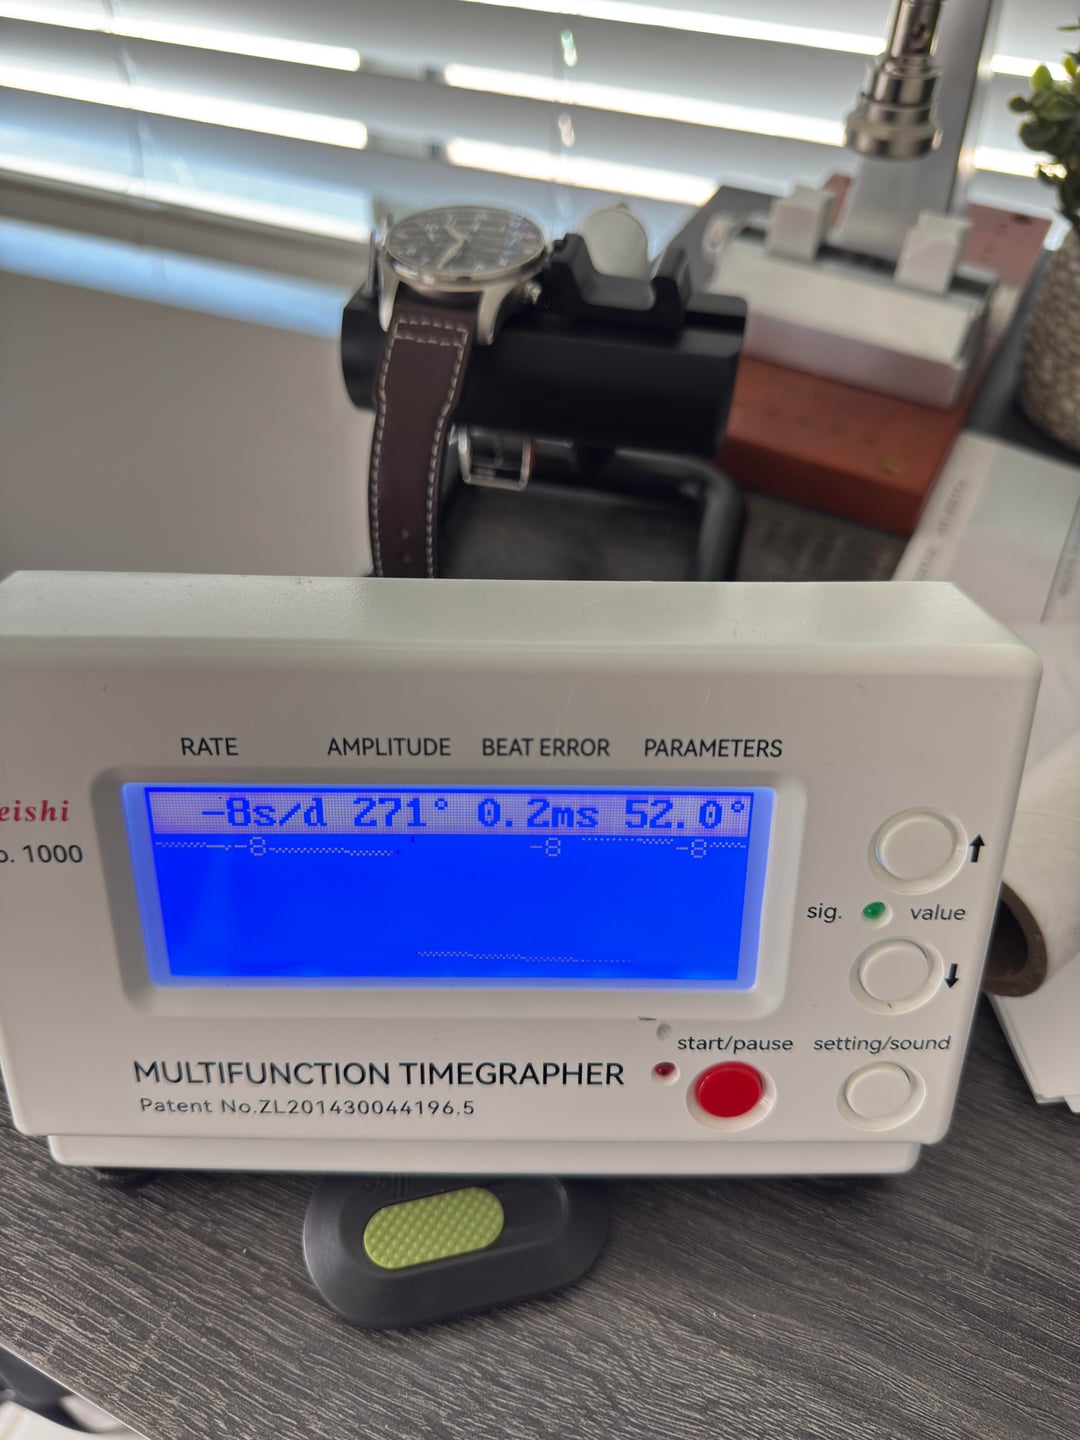 RATE AMPLITUDE BEAT ERROR PARAMETERS
-8s/d 271° 0.2ms 52.0°
-8 -8 -8
eishi
o. 1000
sig. value
start/pause setting/sound
MULTIFUNCTION TIMEGRAPHER
Patent No.ZL201430044196.5